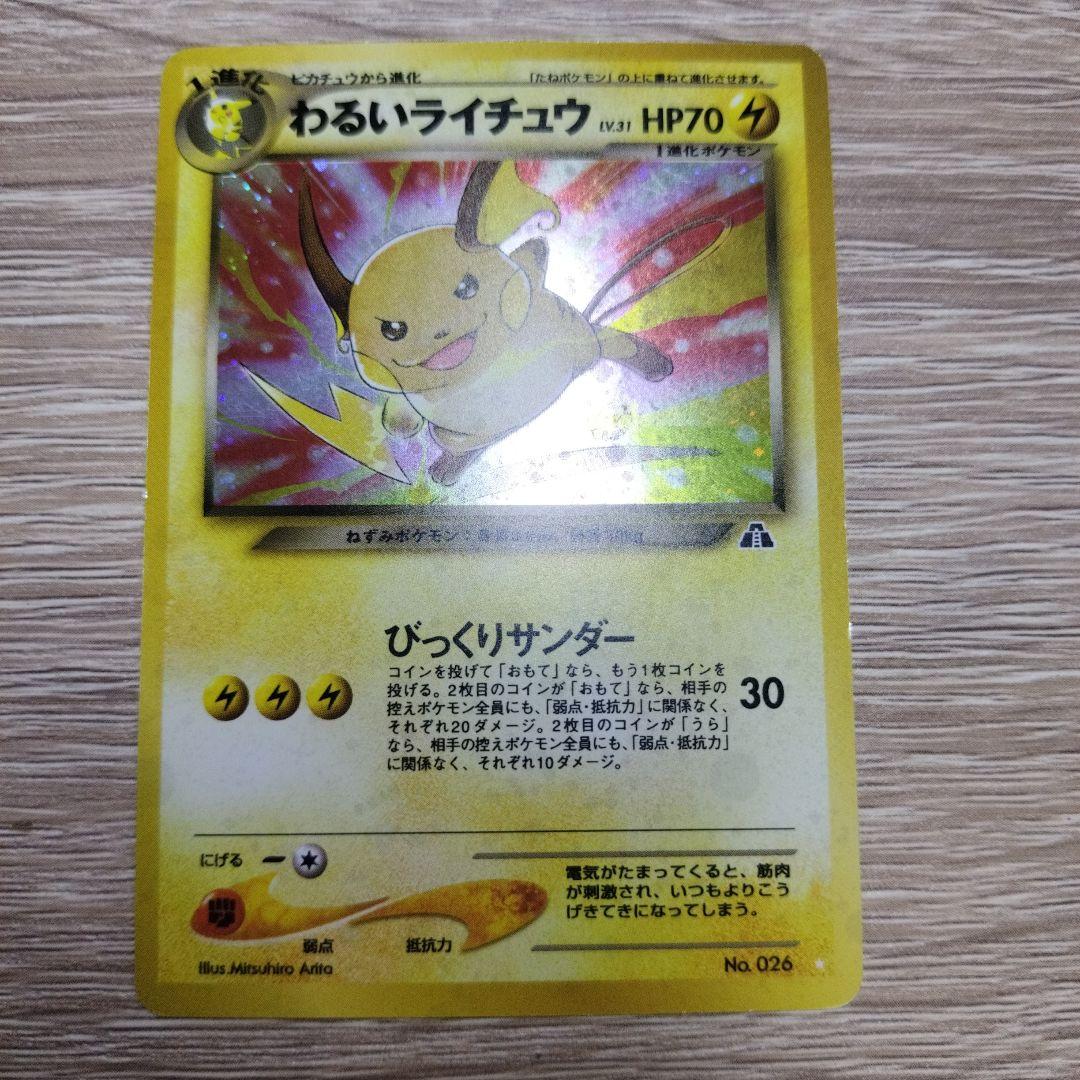 1進化
ピカチュウから進化
「たねポケモン」の上に重ねて進化させます。
わるいライチュウ LV.31 HP70
1進化ポケモン
ねずみポケモン：
びっくりサンダー
コインを投げて「おもて」なら、もう1枚コインを
投げる。2枚目のコインが「おもて」なら、相手の
控えポケモン全員にも、「弱点・抵抗力」に関係なく、
それぞれ20ダメージ。2枚目のコインが「うら」
なら、相手の控えポケモン全員にも、「弱点・抵抗力」
に関係なく、それぞれ10ダメージ。
30
にげる
弱点
抵抗力
電気がたまってくると、筋肉
が刺激され、いつもよりこう
げきてきになってしまう。
Illus.Mitsuhiro Arita
No. 026